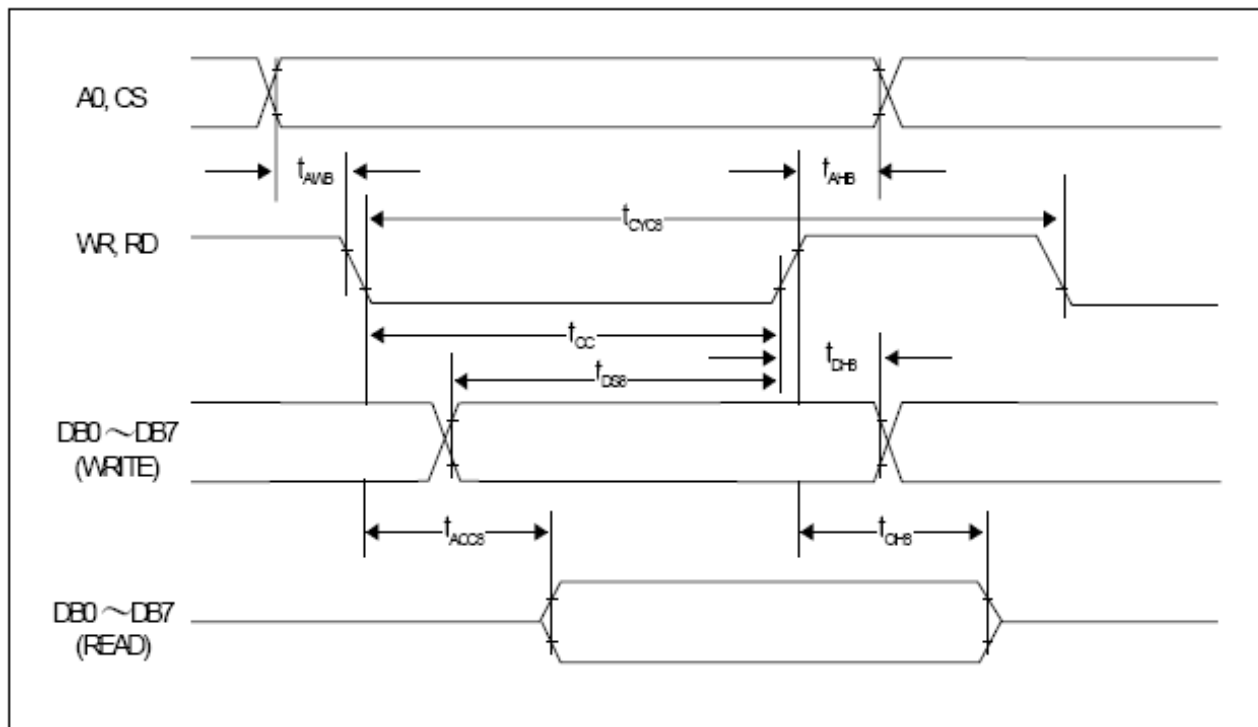 A0, CS
tAW8
tAH8
tCYC8
WR, RD
tCC
tDH8
tDS8
DB0 ~DB7
(WRITE)
tACC8
tOH8
DB0 ~DB7
(READ)